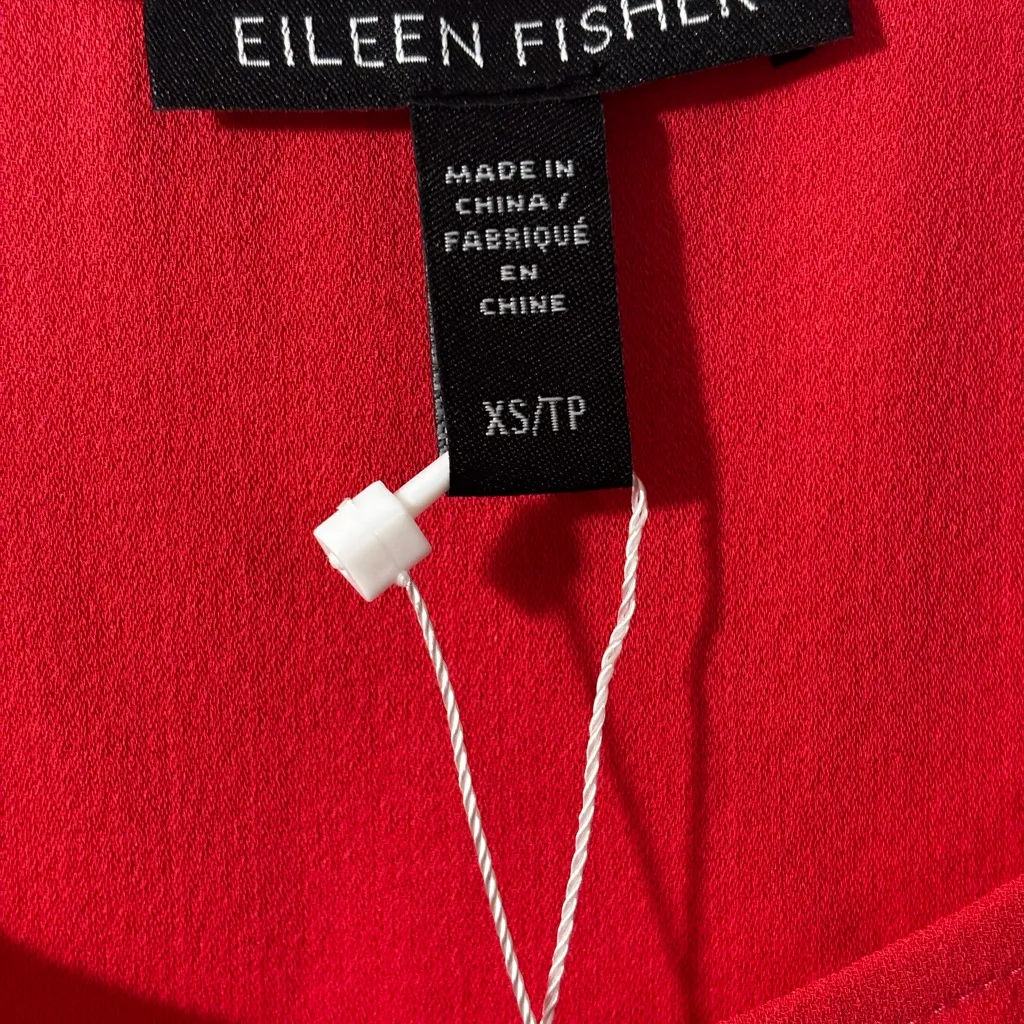 EILEEN FISHER
MADE IN
CHINA /
FABRIQUÉ
EN
CHINE
XS/TP